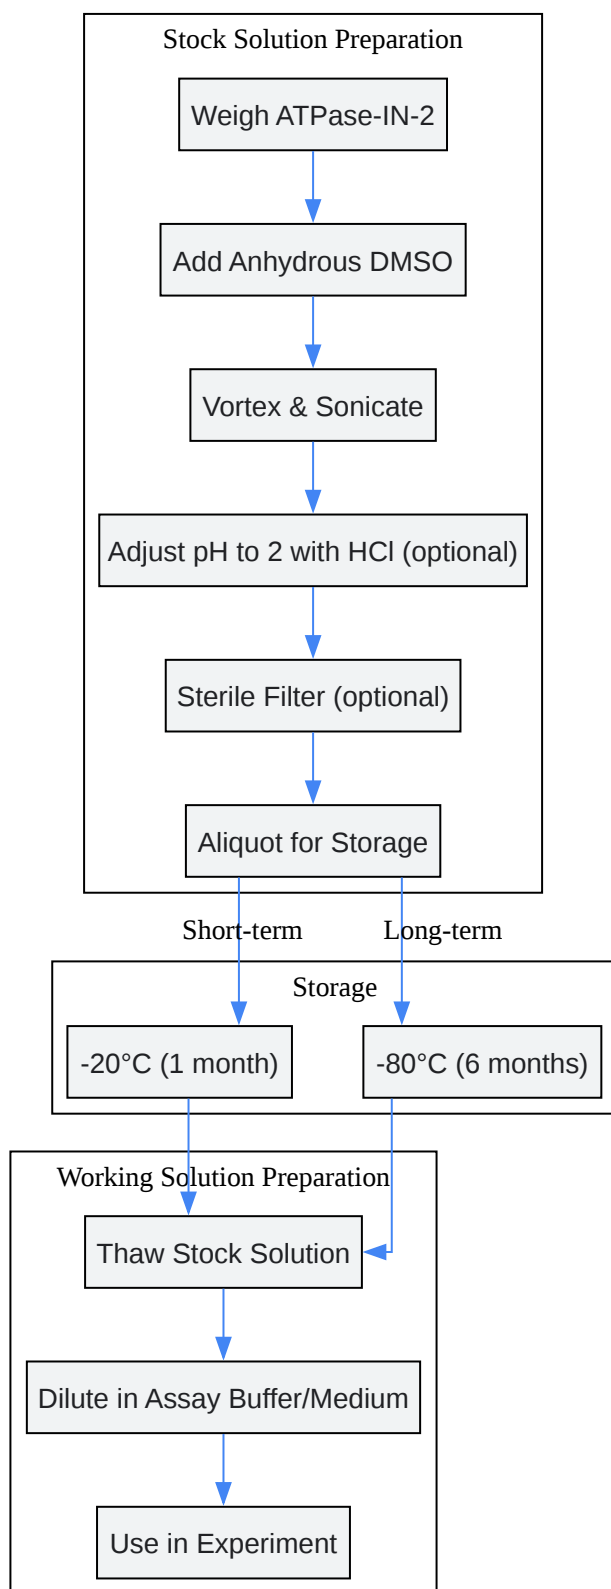 Stock Solution Preparation
Weigh ATPase-IN-2
Add Anhydrous DMSO
Vortex & Sonicate
Adjust pH to 2 with HCl (optional)
Sterile Filter (optional)
Aliquot for Storage
Short-term
Long-term
Storage
-20°C (1 month)
-80°C (6 months)
Working Solution Preparation
Thaw Stock Solution
Dilute in Assay Buffer/Medium
Use in Experiment